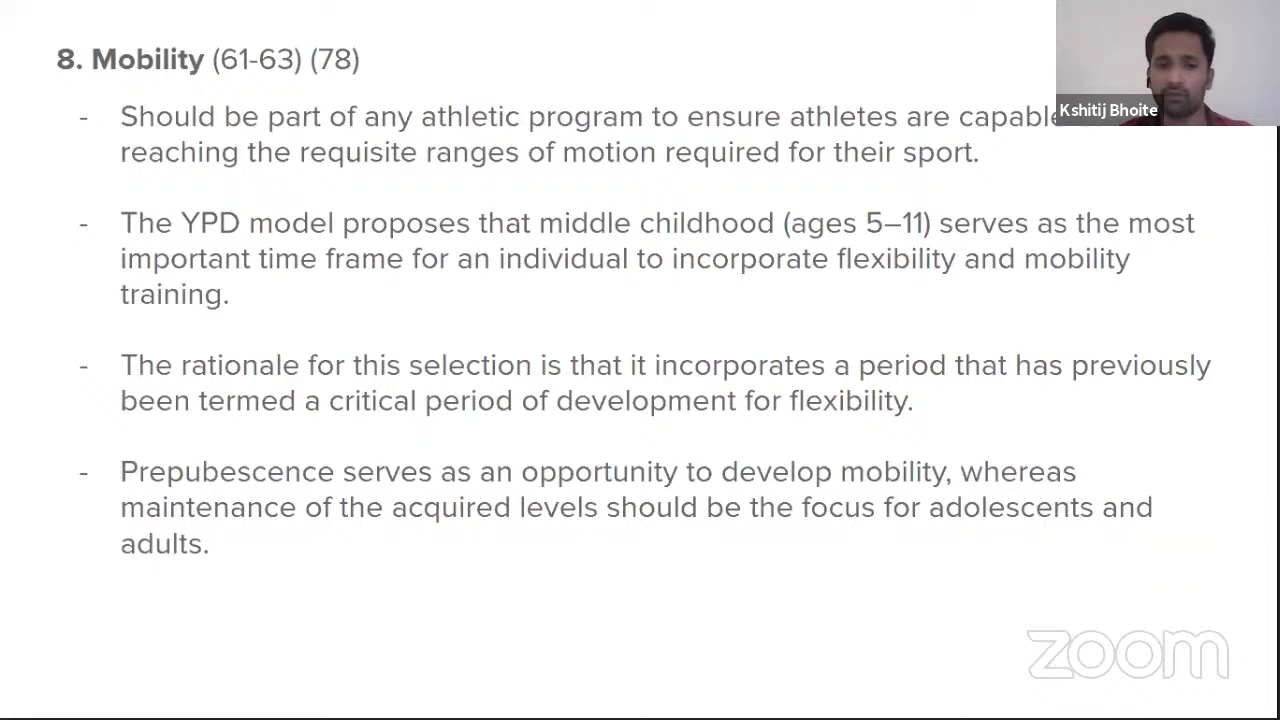 8. Mobility (61-63) (78)
Kshitij Bhoite
- Should be part of any athletic program to ensure athletes are capable
reaching the requisite ranges of motion required for their sport.
- The YPD model proposes that middle childhood (ages 5–11) serves as the most
important time frame for an individual to incorporate flexibility and mobility
training.
- The rationale for this selection is that it incorporates a period that has previously
been termed a critical period of development for flexibility.
- Prepubescence serves as an opportunity to develop mobility, whereas
maintenance of the acquired levels should be the focus for adolescents and
adults.
zoom